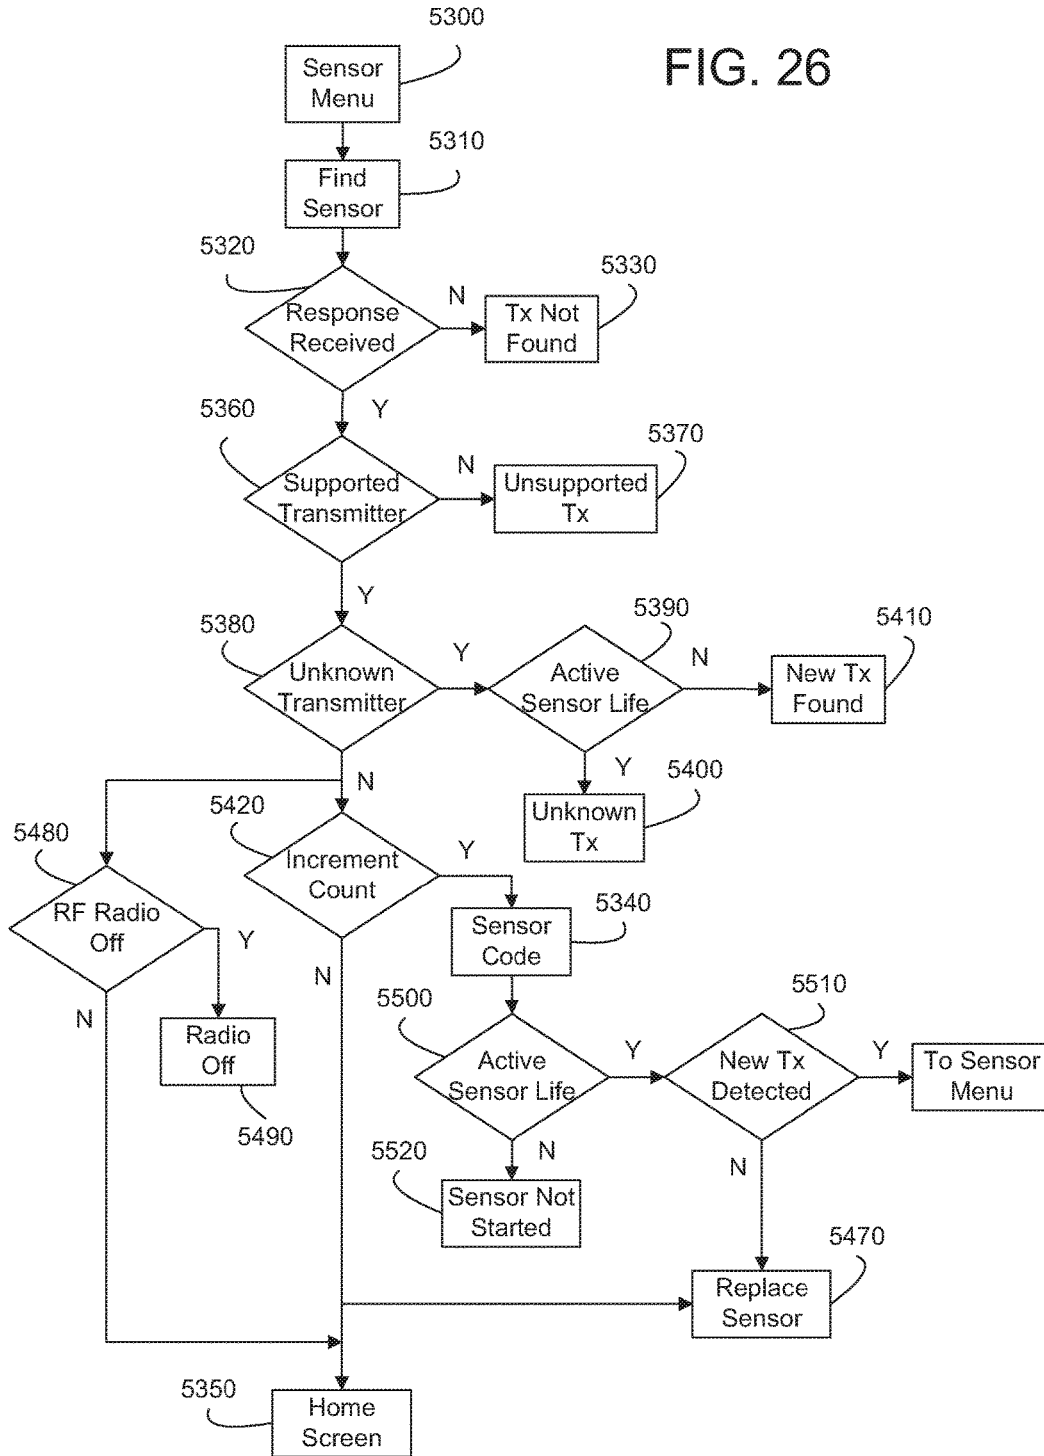 5300
FIG. 26
Sensor
Menu
5310
Find
Sensor
5320
5330
Response
Received
N
Tx Not
Found
Y
5360
5370
Supported
Transmitter
N
Unsupported
Tx
Y
5380
5390
5410
Unknown
Transmitter
Y
Active
Sensor Life
N
New Tx
Found
N
Y
5400
Unknown
Tx
5480
5420
Increment
Count
Y
RF Radio
Off
Y
5340
Sensor
Code
N
N
5500
5510
Radio
Off
5490
Active
Sensor Life
Y
New Tx
Detected
Y
To Sensor
Menu
5520
N
N
Sensor Not
Started
5470
Replace
Sensor
5350
Home
Screen